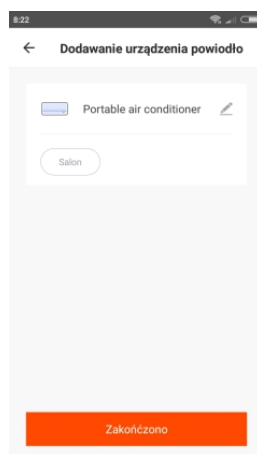 8:22
Dodawanie urządzenia powiodło
Portable air conditioner
Salon
Zakończono